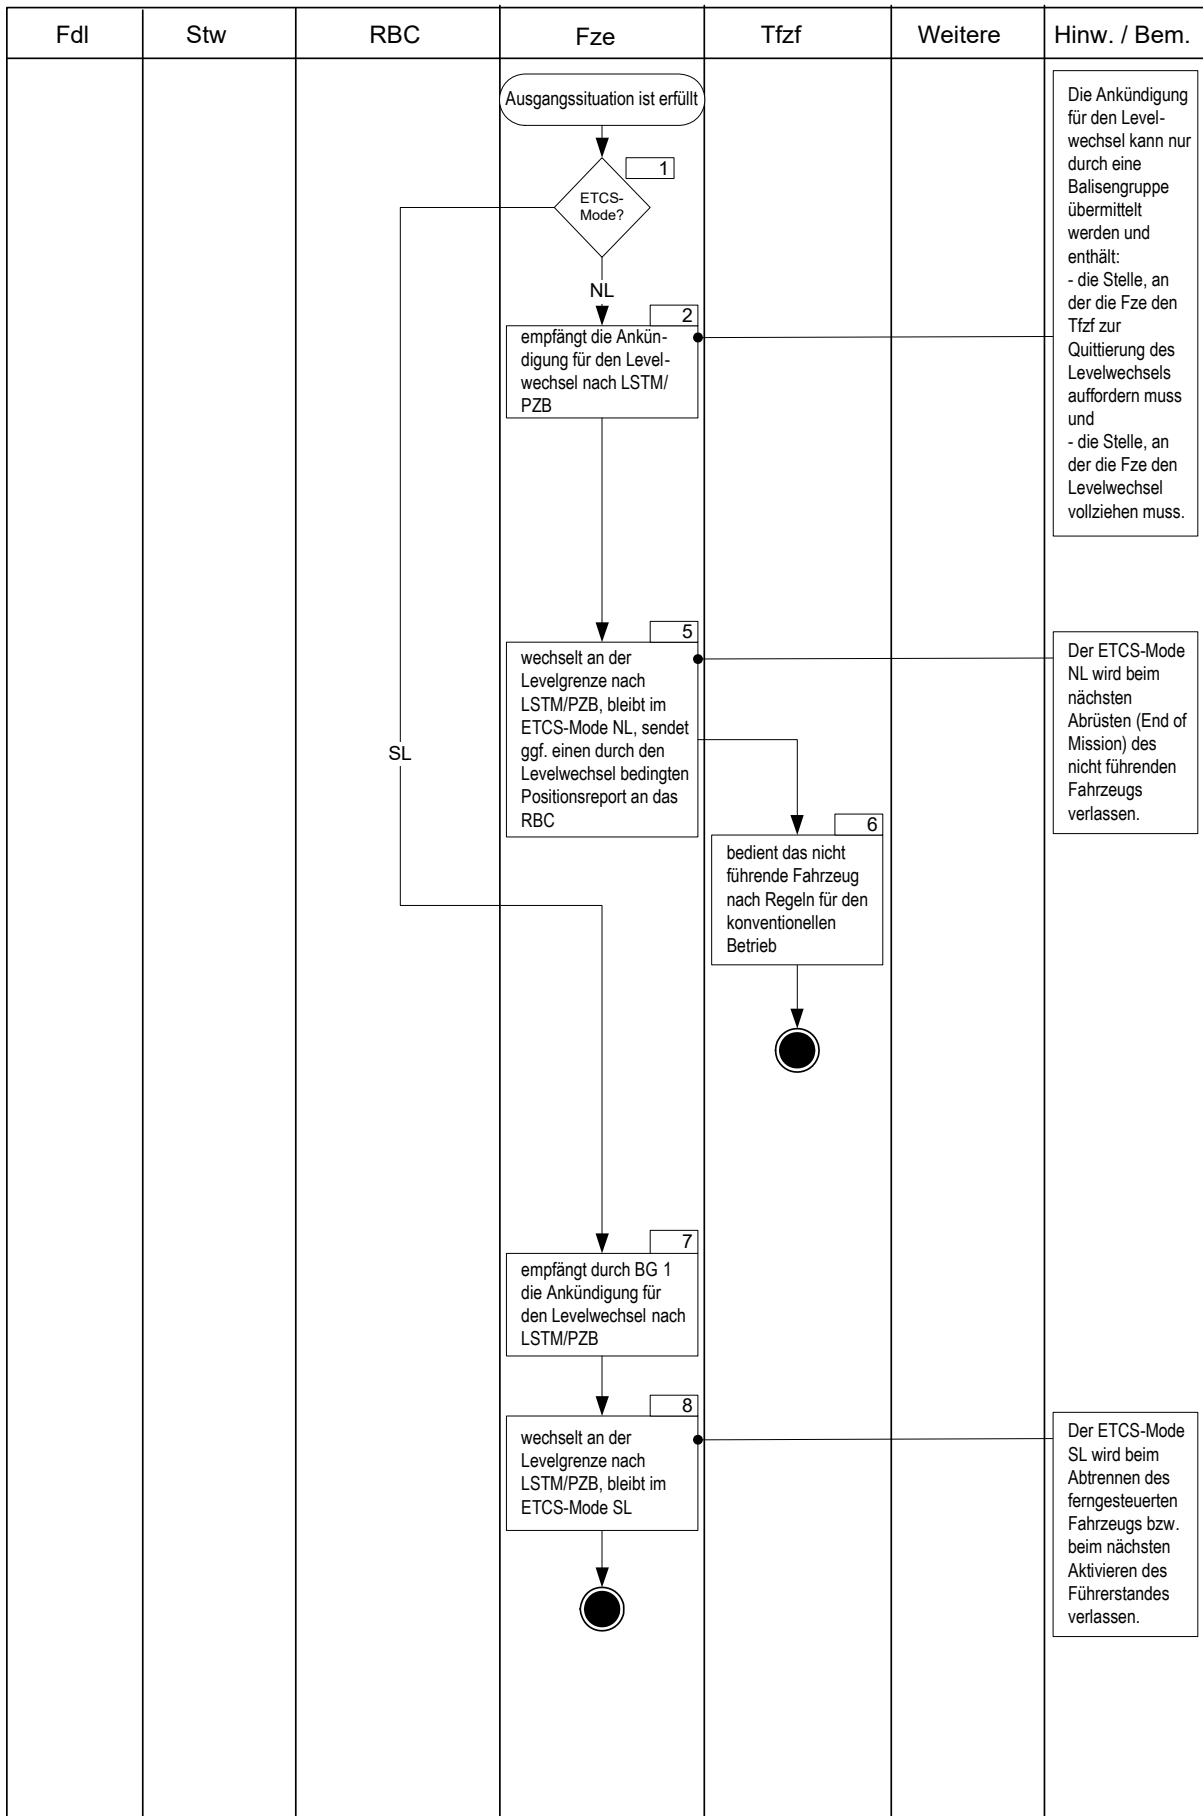 Fdl
Stw
RBC
Fze
Tfzf
Weitere
Hinw. / Bem.
Ausgangssituation ist erfüllt
1
ETCS-
Mode?
NL
2
empfängt die Ankün-
digung für den Level-
wechsel nach LSTM/
PZB
Die Ankündigung
für den Level-
wechsel kann nur
durch eine
Balisengruppe
übermittelt
werden und
enthält:
- die Stelle, an
der die Fze den
Tfzf zur
Quittierung des
Levelwechsels
auffordern muss
und
- die Stelle, an
der die Fze den
Levelwechsel
vollziehen muss.
5
wechselt an der
Levelgrenze nach
LSTM/PZB, bleibt im
ETCS-Mode NL, sendet
ggf. einen durch den
Levelwechsel bedingten
Positionsreport an das
RBC
Der ETCS-Mode
NL wird beim
nächsten
Abrüsten (End of
Mission) des
nicht führenden
Fahrzeugs
verlassen.
SL
6
bedient das nicht
führende Fahrzeug
nach Regeln für den
konventionellen
Betrieb
7
empfängt durch BG 1
die Ankündigung für
den Levelwechsel nach
LSTM/PZB
8
wechselt an der
Levelgrenze nach
LSTM/PZB, bleibt im
ETCS-Mode SL
Der ETCS-Mode
SL wird beim
Abtrennen des
ferngesteuerten
Fahrzeugs bzw.
beim nächsten
Aktivieren des
Führerstandes
verlassen.